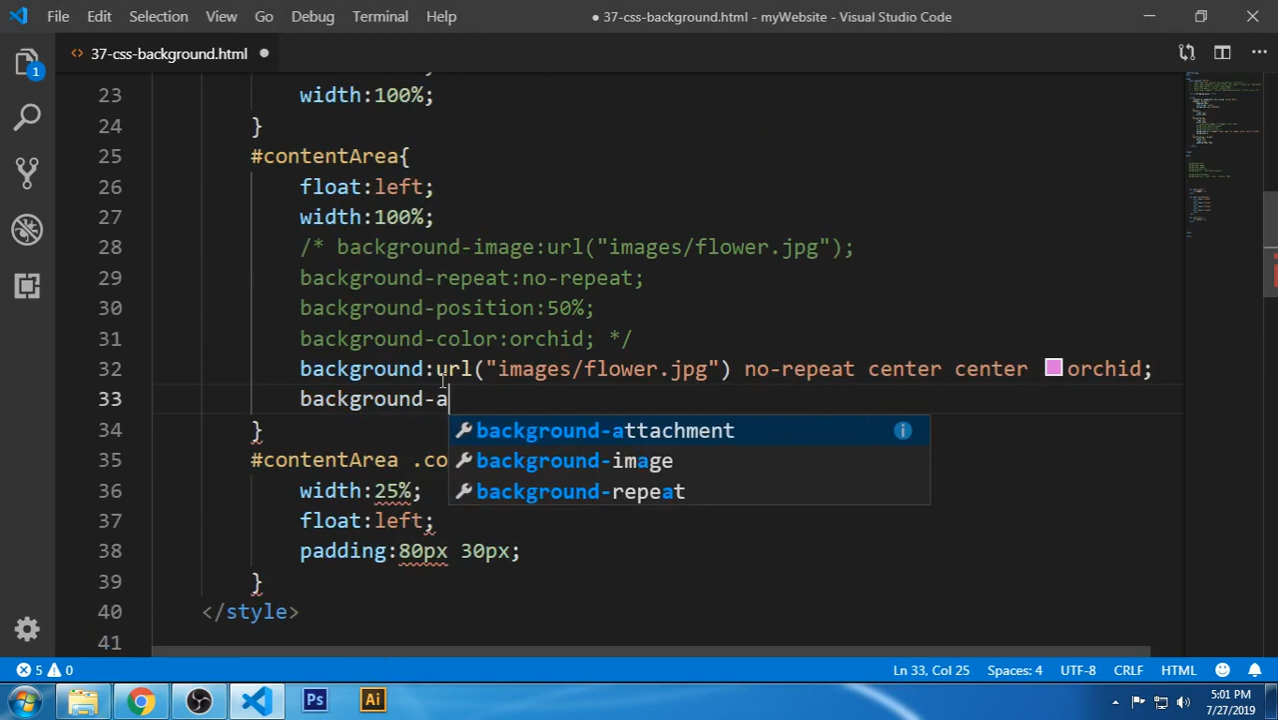 File Edit Selection View Go Debug Terminal Help
● 37-css-background.html - myWebsite - Visual Studio Code
<> 37-css-background.html ●
1
23 width:100%;
24 }
25 #contentArea{
26 float:left;
27 width:100%;
28 /* background-image:url("images/flower.jpg");
29 background-repeat:no-repeat;
30 background-position:50%;
31 background-color:orchid; */
32 background:url("images/flower.jpg") no-repeat center center orchid;
33 background-a
background-attachment
34 }
background-image
35 #contentArea .co
background-repeat
36 width:25%;
37 float:left;
38 padding:80px 30px;
39 }
40 </style>
41
5 0 Ln 33, Col 25 Spaces: 4 UTF-8 CRLF HTML
Ps Ai
5:01 PM
7/27/2019